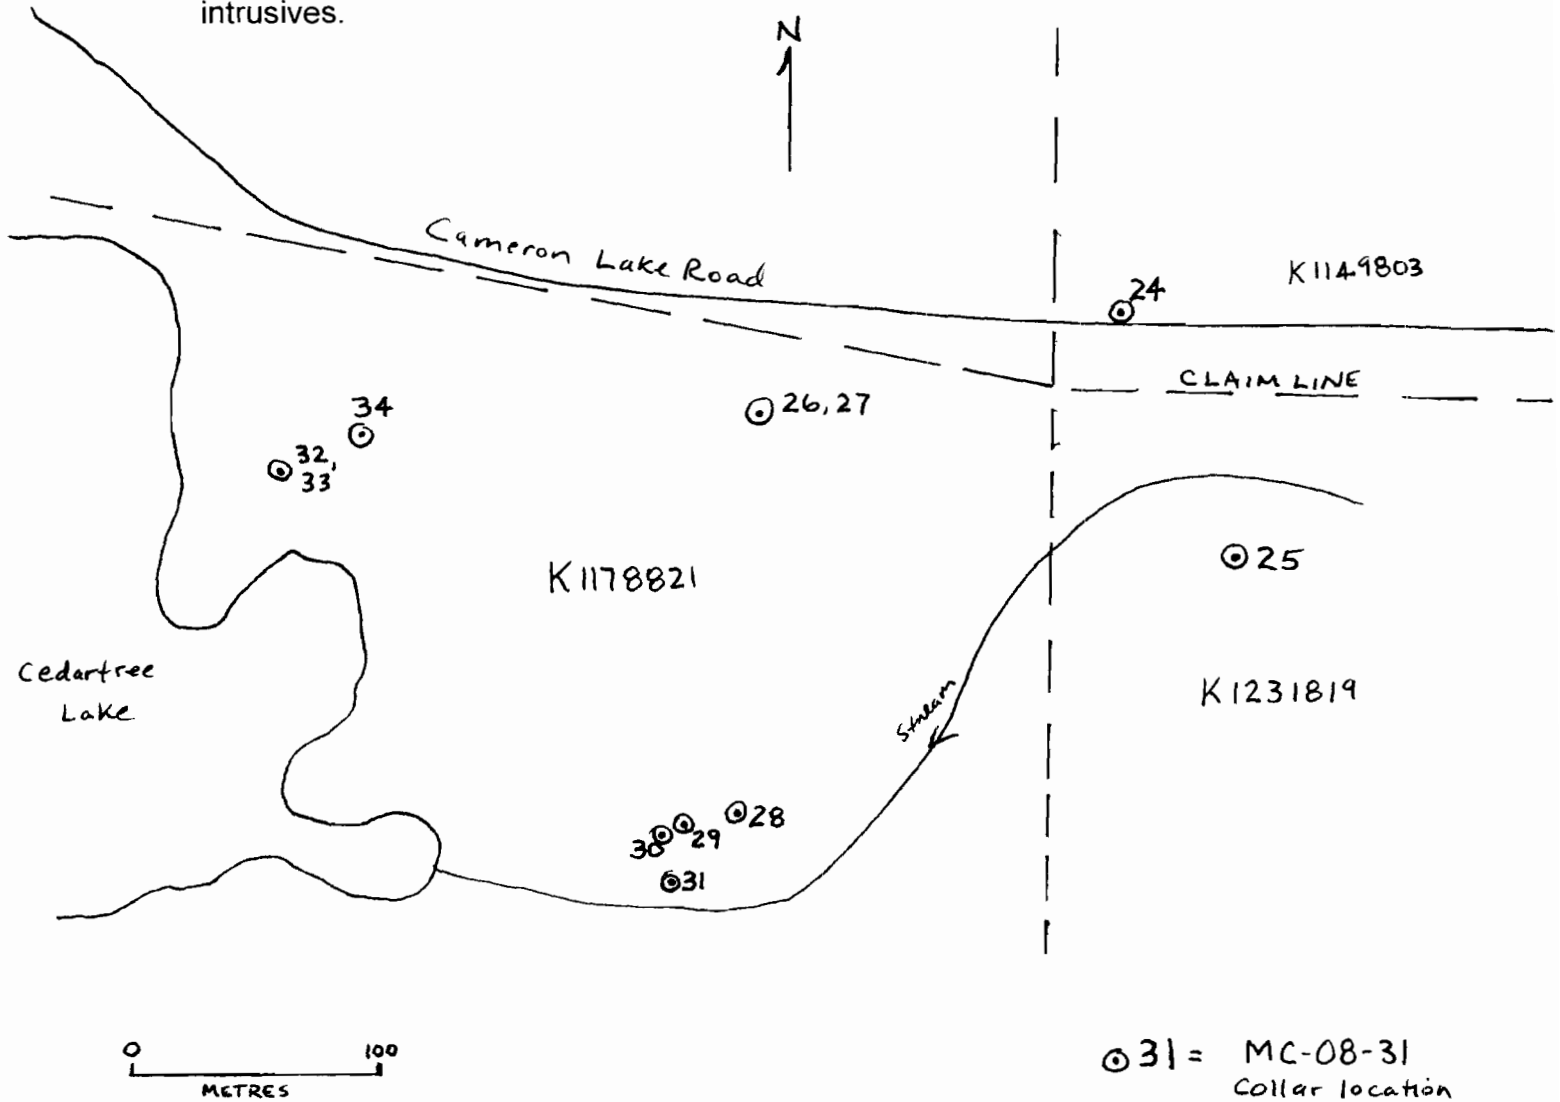 intrusives.
N
Cameron Lake Road
K1149803
24
CLAIM LINE
34
26, 27
32,
33
25
K1178821
Cedartree
Lake
K1231819
Stream
28
29
30
31
0 100
METRES
31 = MC-08-31
Collar location